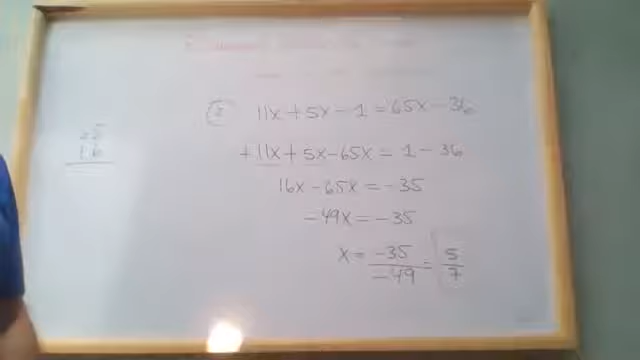 ② 11x + 5x - 1 = 65x - 36
+ 11x + 5x - 65x = 1 - 36
16x - 65x = -35
- 49x = -35
x = -35/-49 = 5/7